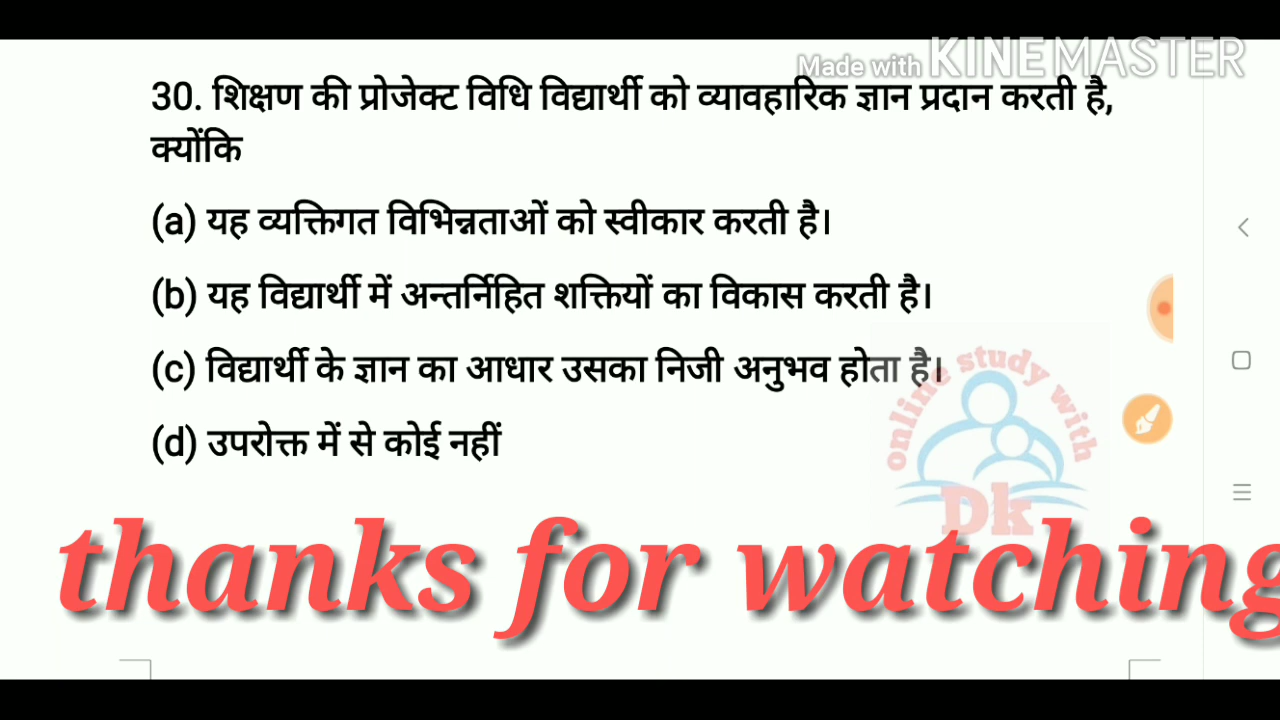 Made with KINEMASTER
30. शिक्षण की प्रोजेक्ट विधि विद्यार्थी को व्यावहारिक ज्ञान प्रदान करती है,
क्योंकि
(a) यह व्यक्तिगत विभिन्नताओं को स्वीकार करती है।
(b) यह विद्यार्थी में अन्तर्निहित शक्तियों का विकास करती है।
(c) विद्यार्थी के ज्ञान का आधार उसका निजी अनुभव होता है।
(d) उपरोक्त में से कोई नहीं
online study with
Dk
thanks for watching